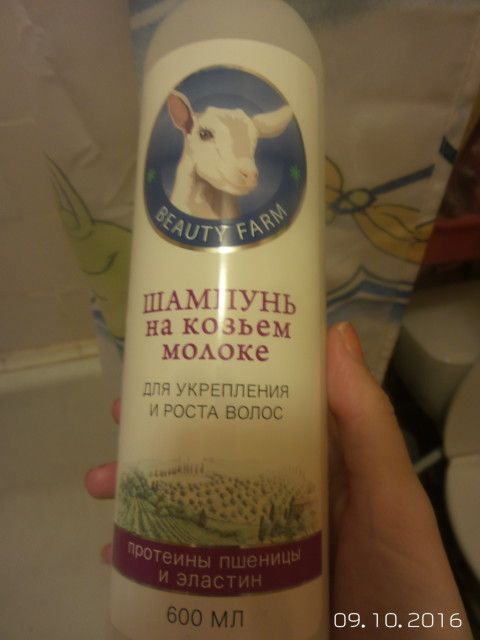 BEAUTY FARM
ШАМПУНЬ
на козьем
молоке
ДЛЯ УКРЕПЛЕНИЯ
И РОСТА ВОЛОС
протеины пшеницы
и эластин
600 МЛ
09.10.2016